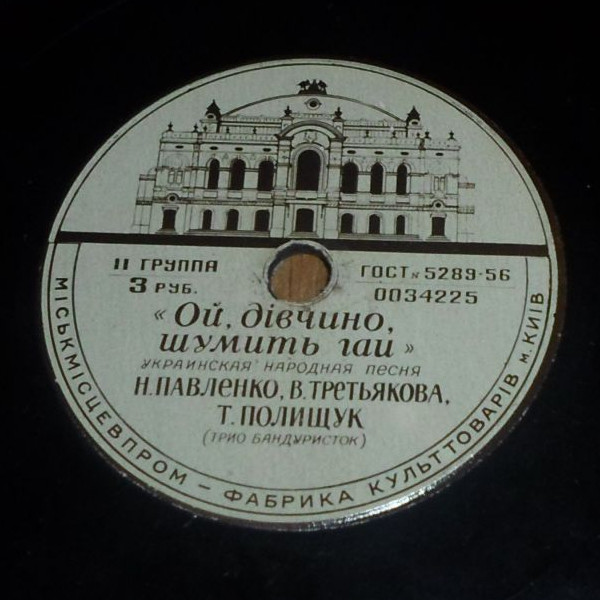 II ГРУППА
3 РУБ.
ГОСТ N 5289-56
0034225
« Ой, дівчино,
шумить гай »
УКРАИНСКАЯ НАРОДНАЯ ПЕСНЯ
Н. ПАВЛЕНКО, В. ТРЕТЬЯКОВА,
Т. ПОЛИЩУК
(ТРИО БАНДУРИСТОК)
МІСЬКМІСЦЕВПРОМ – ФАБРИКА КУЛЬТТОВАРІВ м. КИЇВ